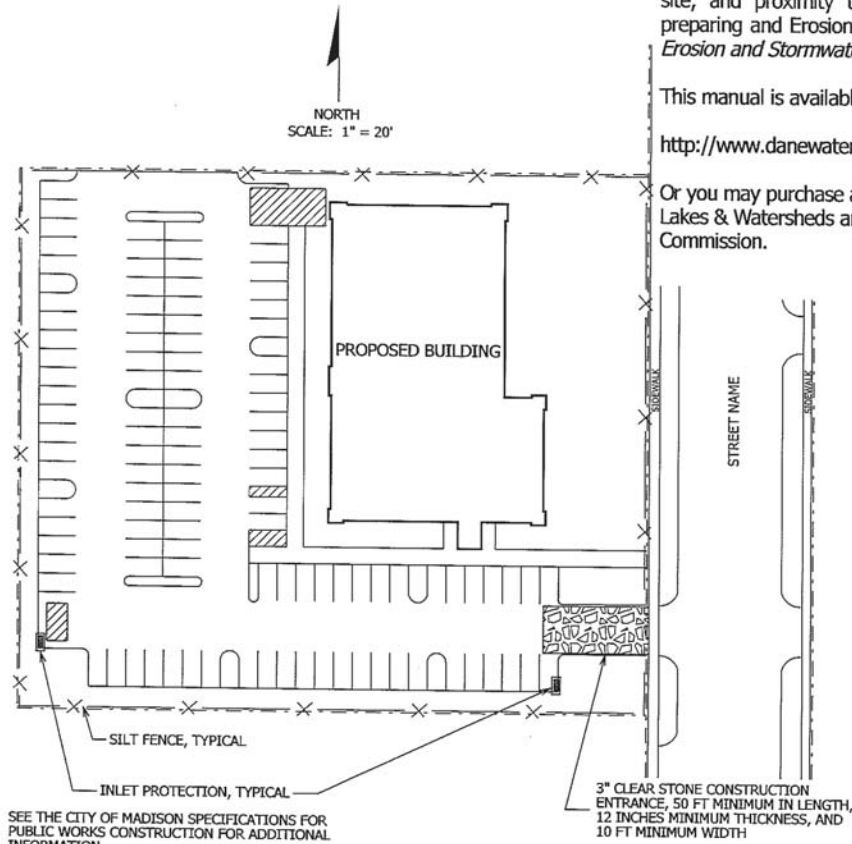 site, and proximity t
preparing and Erosion
Erosion and Stormwate
This manual is availabl
http://www.danewater
Or you may purchase a
Lakes & Watersheds an
Commission.
NORTH
SCALE: 1" = 20'
PROPOSED BUILDING
SIDEWALK
STREET NAME
SIDEWALK
SILT FENCE, TYPICAL
INLET PROTECTION, TYPICAL
SEE THE CITY OF MADISON SPECIFICATIONS FOR
PUBLIC WORKS CONSTRUCTION FOR ADDITIONAL
INFORMATION
3" CLEAR STONE CONSTRUCTION
ENTRANCE, 50 FT MINIMUM IN LENGTH,
12 INCHES MINIMUM THICKNESS, AND
10 FT MINIMUM WIDTH